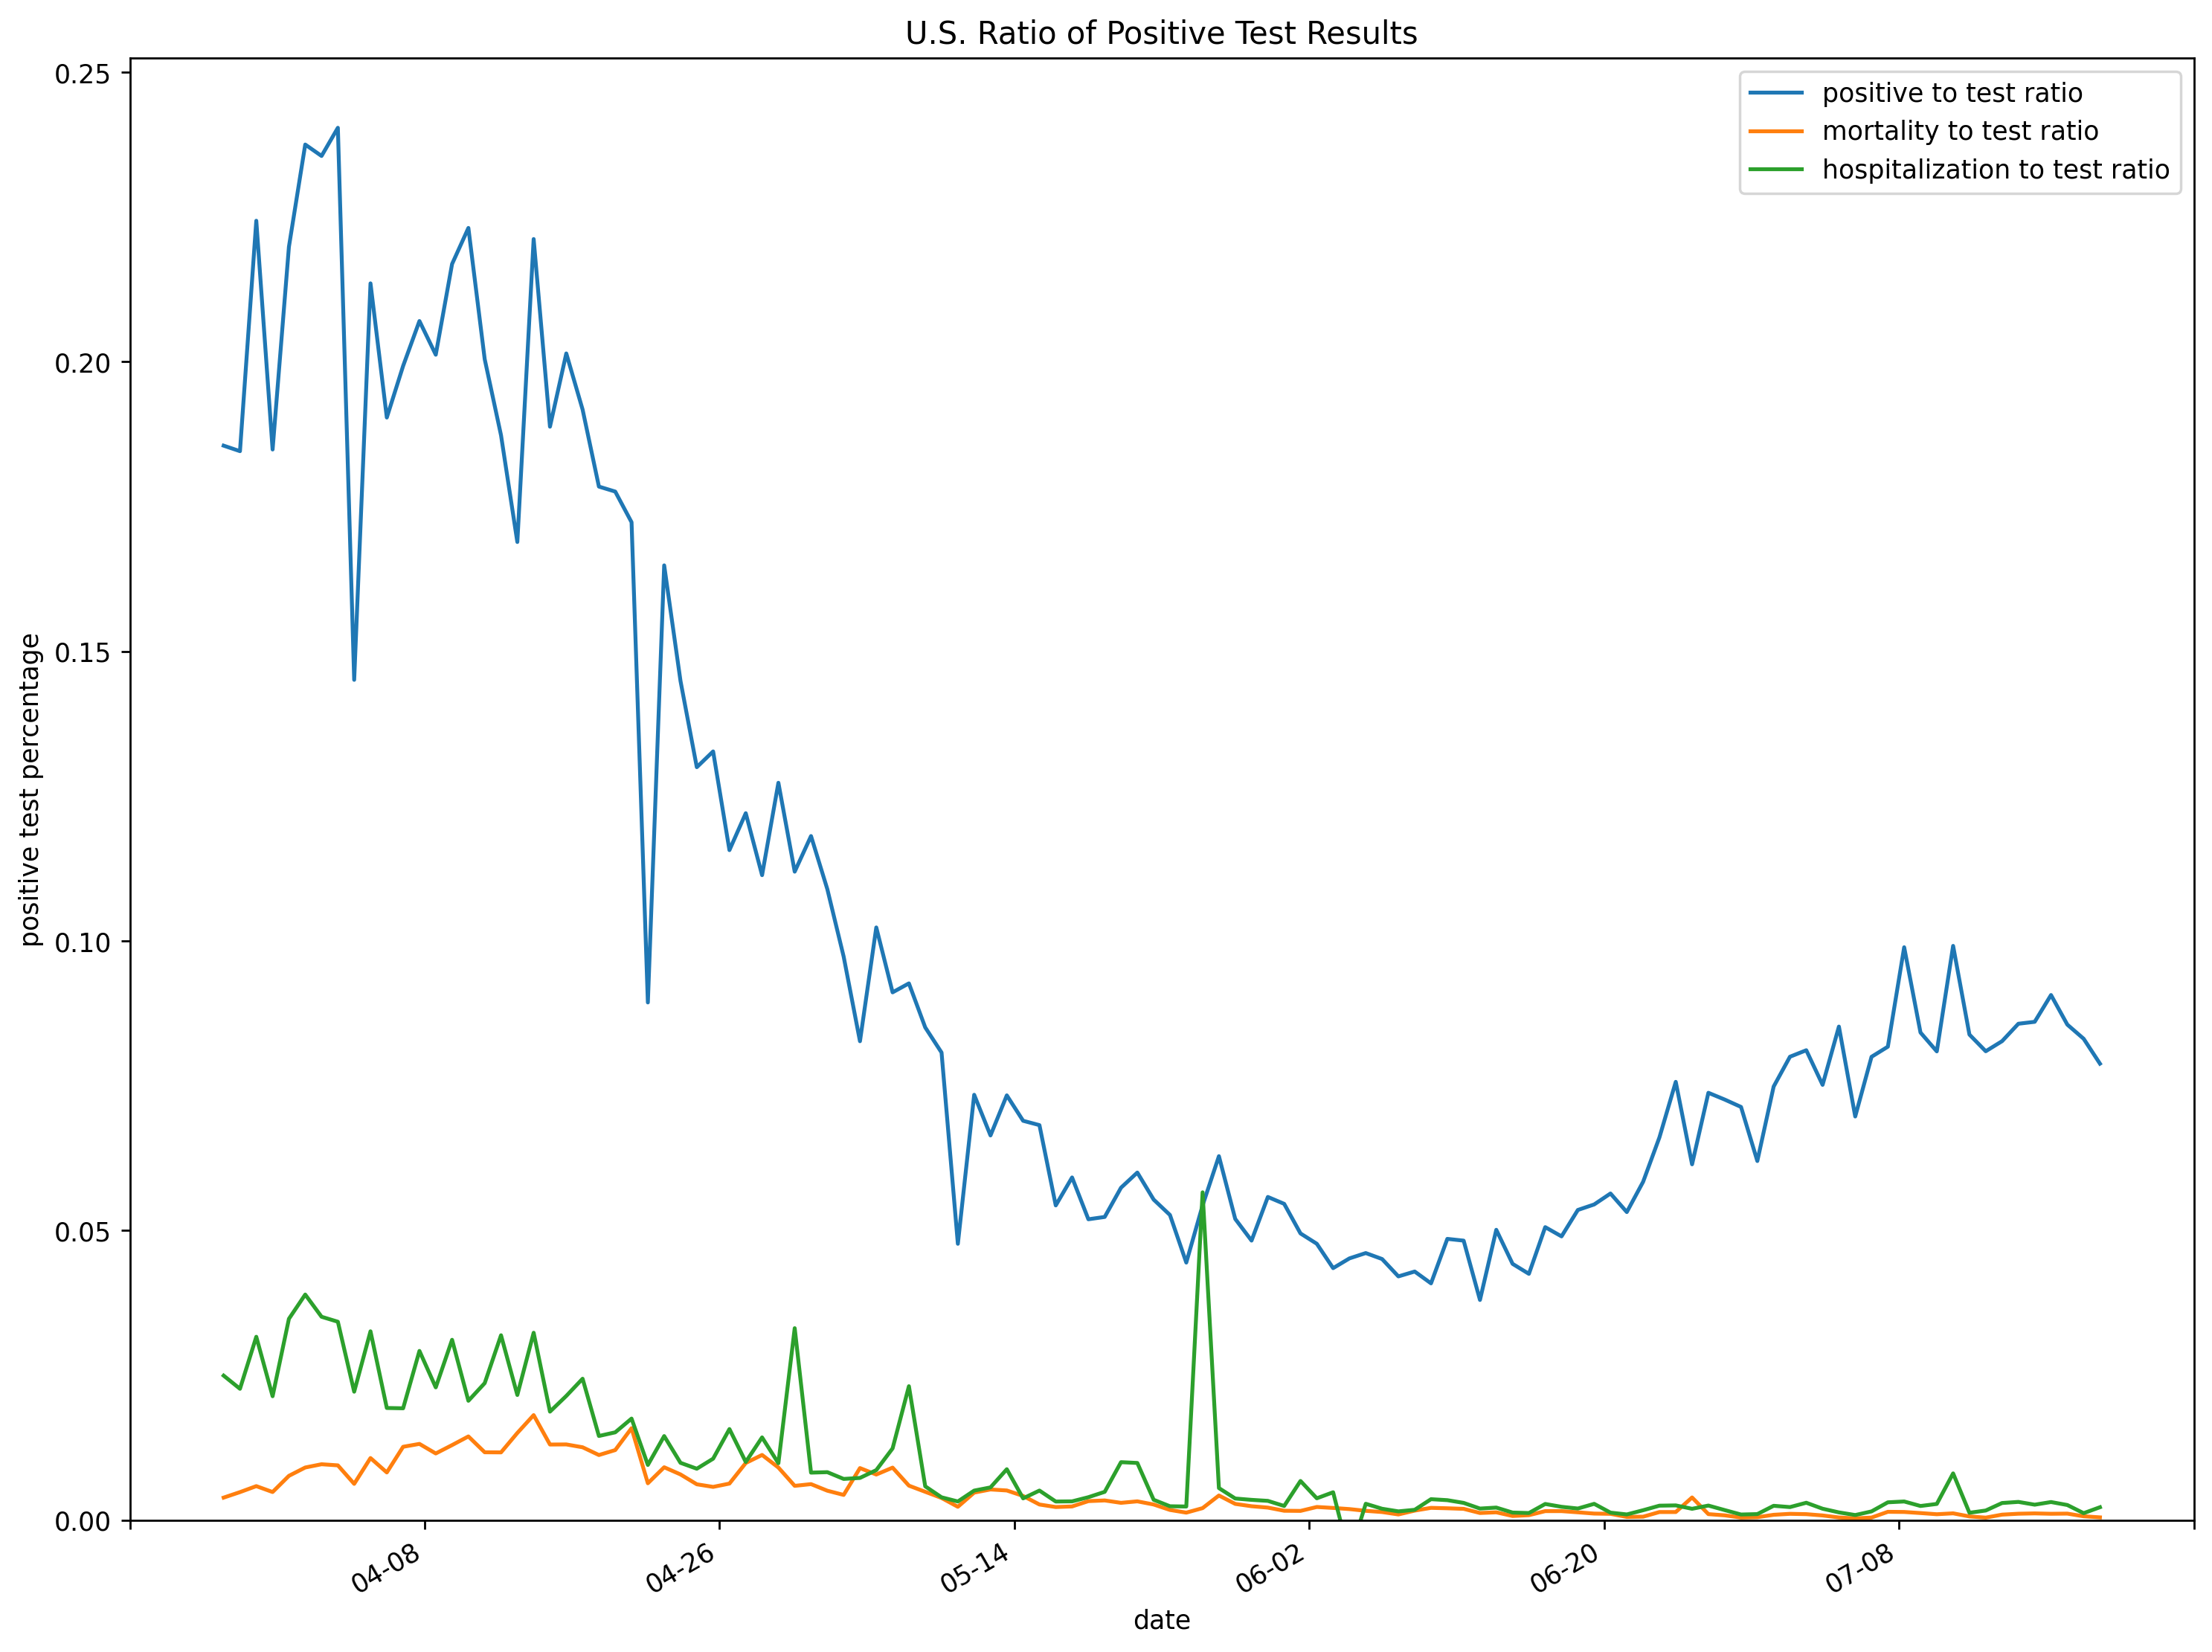 U.S. Ratio of Positive Test Results
positive to test ratio
mortality to test ratio
hospitalization to test ratio
positive test percentage
0.25
0.20
0.15
0.10
0.05
0.00
04-08
04-26
05-14
06-02
06-20
07-08
date